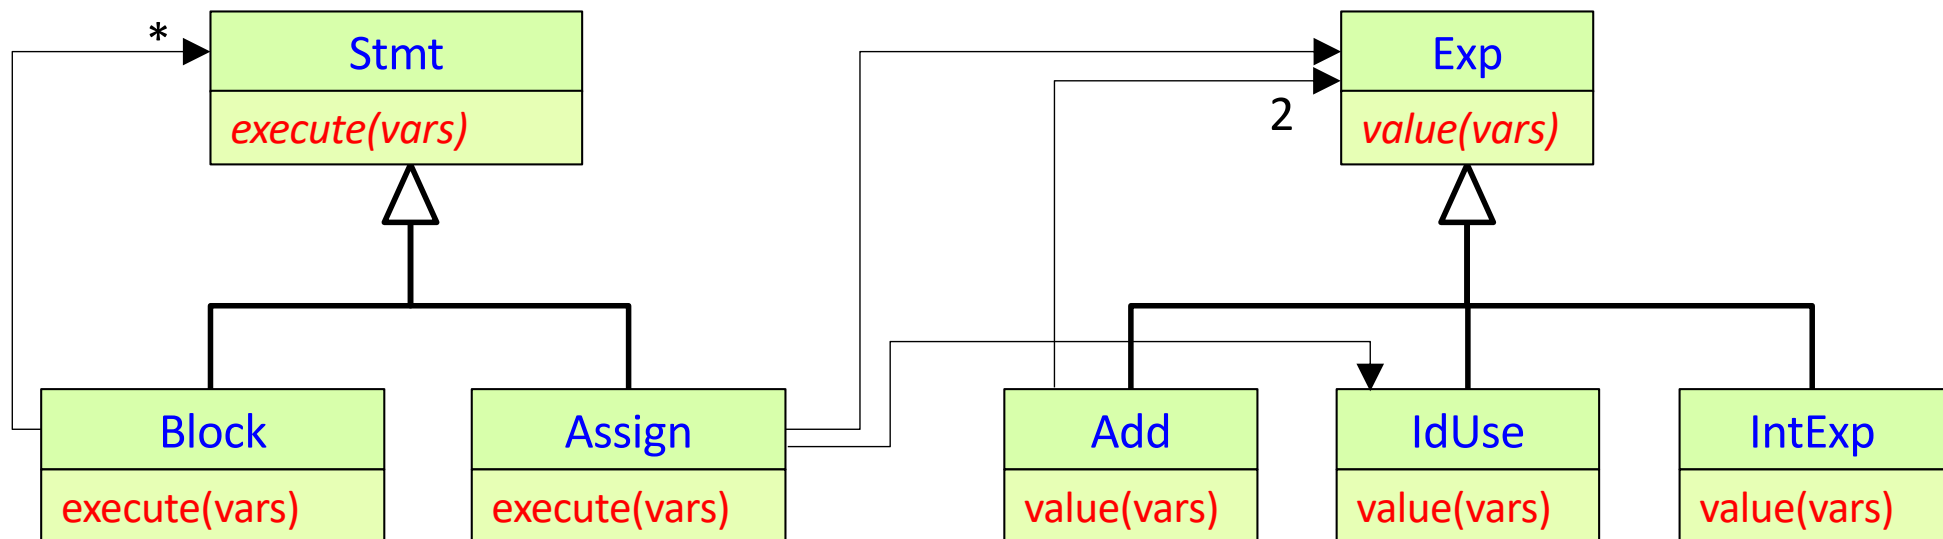 *
Stmt
execute(vars)
Exp
2
value(vars)
Block
execute(vars)
Assign
execute(vars)
Add
value(vars)
IdUse
value(vars)
IntExp
value(vars)